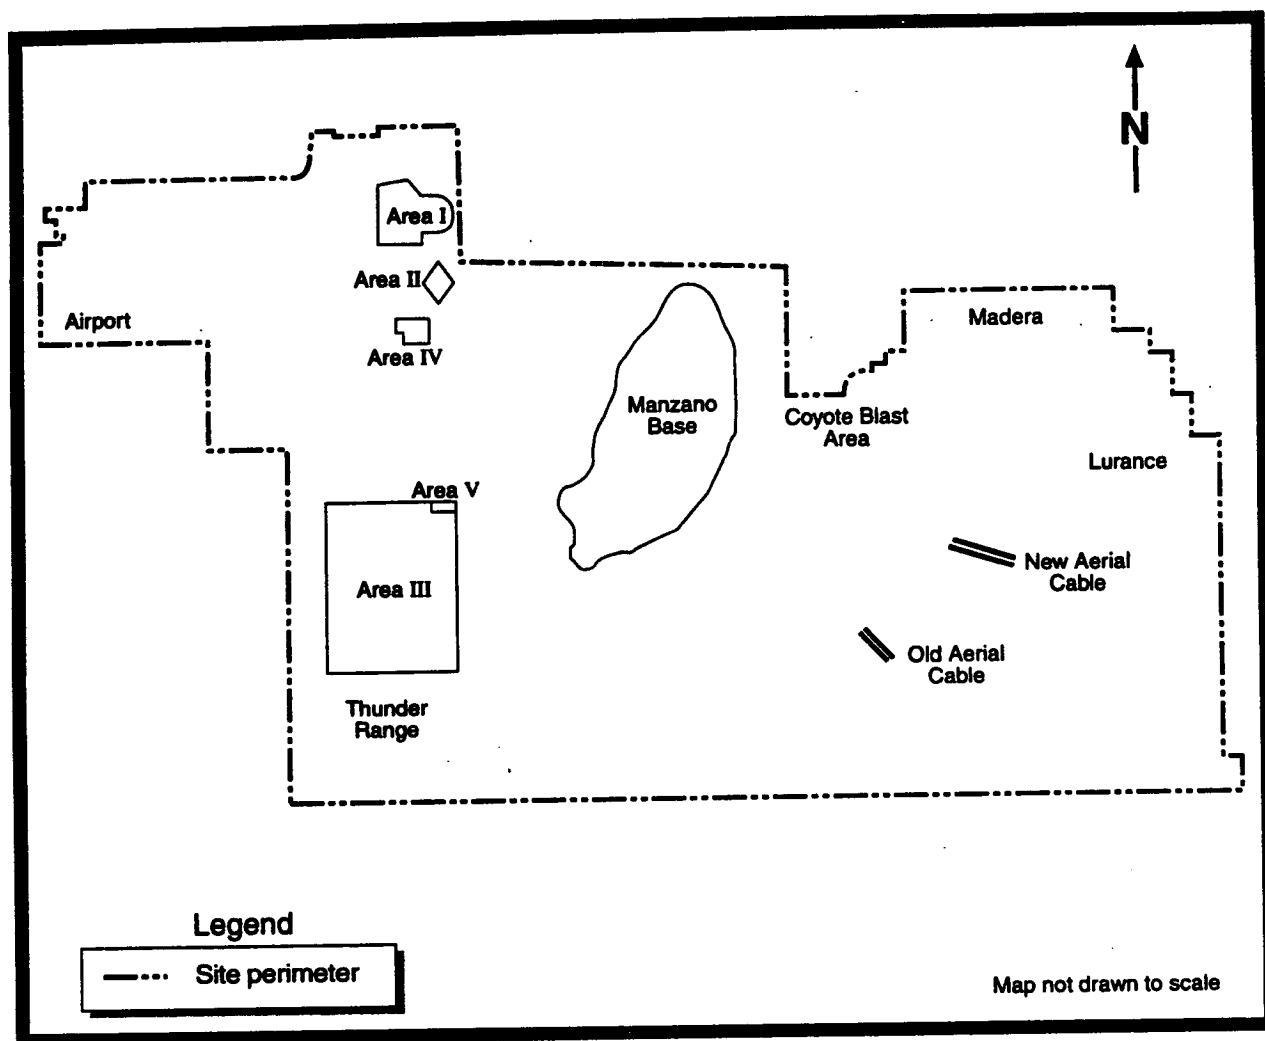 N
Area I
Area II
Airport
Madera
Area IV
Manzano
Base
Coyote Blast
Area
Lurance
Area V
New Aerial
Cable
Area III
Old Aerial
Cable
Thunder
Range
Legend
Site perimeter
Map not drawn to scale